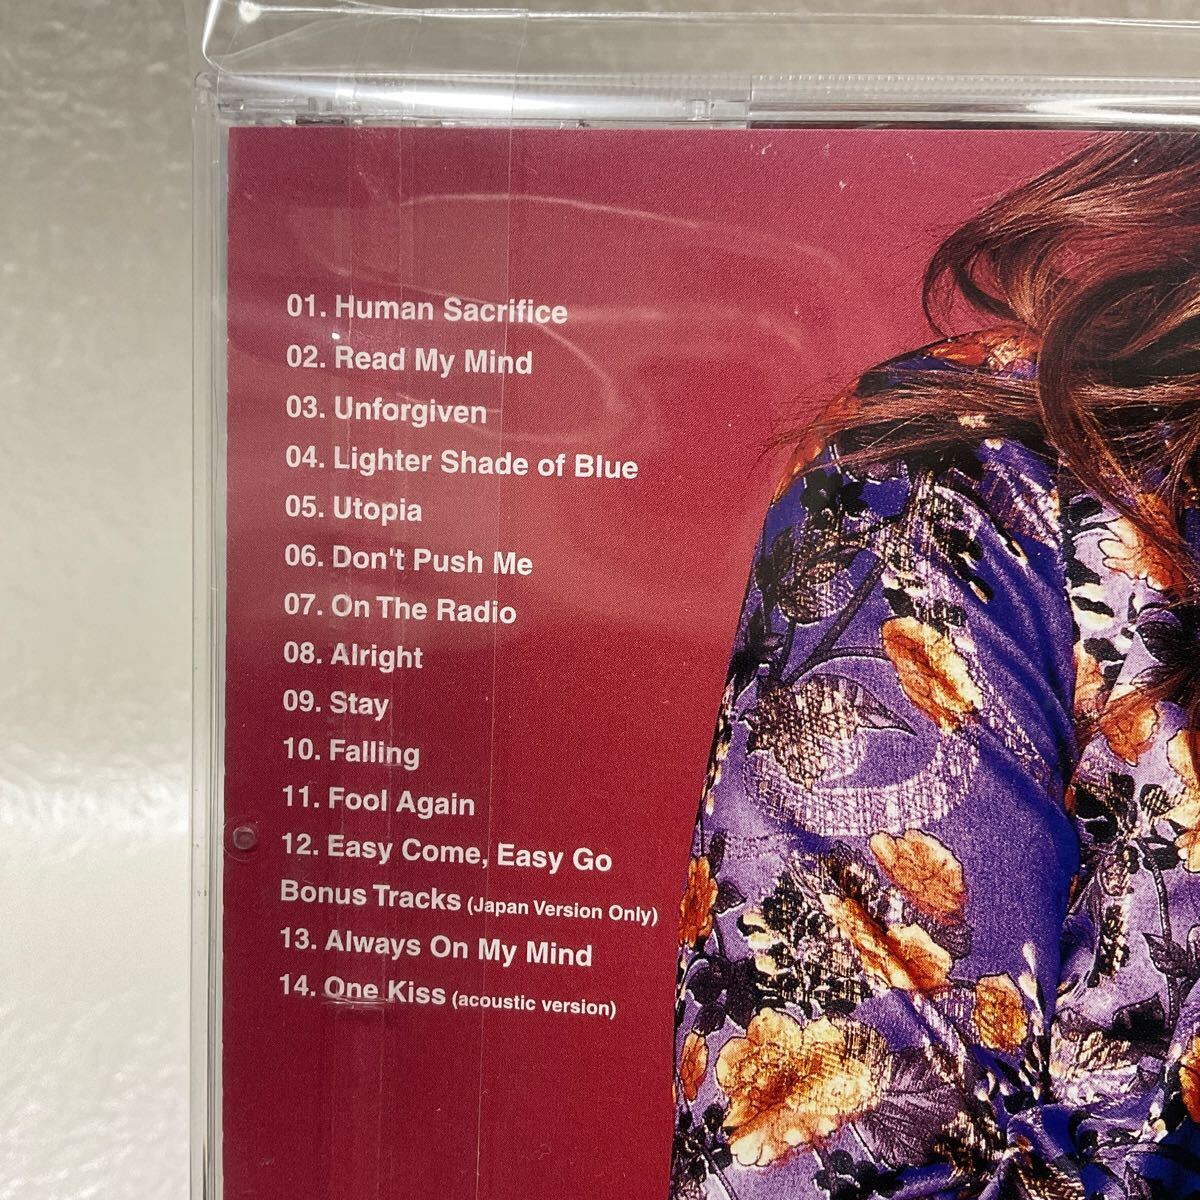 01. Human Sacrifice
02. Read My Mind
03. Unforgiven
04. Lighter Shade of Blue
05. Utopia
06. Don't Push Me
07. On The Radio
08. Alright
09. Stay
10. Falling
11. Fool Again
12. Easy Come, Easy Go
Bonus Tracks (Japan Version Only)
13. Always On My Mind
14. One Kiss (acoustic version)